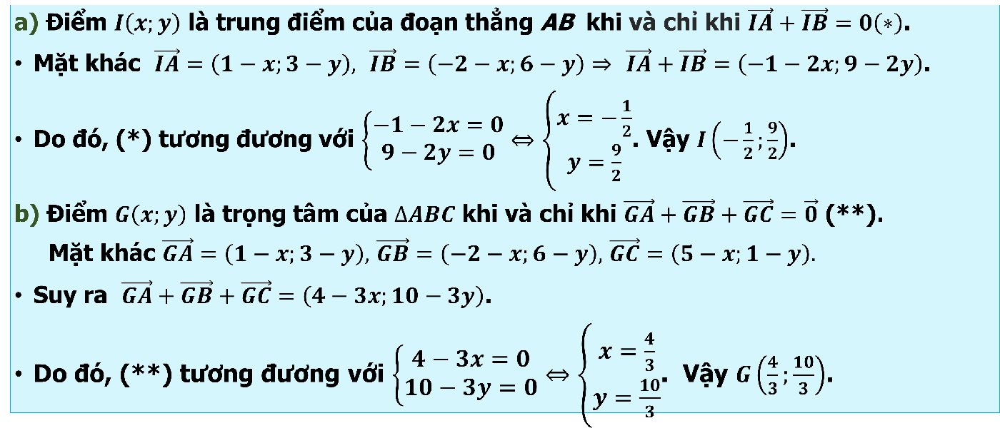 a) Điểm $I(x; y)$ là trung điểm của đoạn thẳng AB khi và chỉ khi $\overrightarrow{IA} + \overrightarrow{IB} = 0(*)$.
• Mặt khác $\overrightarrow{IA} = (1 - x; 3 - y)$, $\overrightarrow{IB} = (-2 - x; 6 - y) \Rightarrow \overrightarrow{IA} + \overrightarrow{IB} = (-1 - 2x; 9 - 2y)$.
• Do đó, (*) tương đương với $\begin{cases} -1 - 2x = 0 \\ 9 - 2y = 0 \end{cases} \Leftrightarrow \begin{cases} x = -\frac{1}{2} \\ y = \frac{9}{2} \end{cases}$. Vậy $I\left(-\frac{1}{2}; \frac{9}{2}\right)$.
b) Điểm $G(x; y)$ là trọng tâm của $\Delta ABC$ khi và chỉ khi $\overrightarrow{GA} + \overrightarrow{GB} + \overrightarrow{GC} = \overrightarrow{0}$ (**).
Mặt khác $\overrightarrow{GA} = (1 - x; 3 - y)$, $\overrightarrow{GB} = (-2 - x; 6 - y)$, $\overrightarrow{GC} = (5 - x; 1 - y)$.
• Suy ra $\overrightarrow{GA} + \overrightarrow{GB} + \overrightarrow{GC} = (4 - 3x; 10 - 3y)$.
• Do đó, (**) tương đương với $\begin{cases} 4 - 3x = 0 \\ 10 - 3y = 0 \end{cases} \Leftrightarrow \begin{cases} x = \frac{4}{3} \\ y = \frac{10}{3} \end{cases}$. Vậy $G\left(\frac{4}{3}; \frac{10}{3}\right)$.